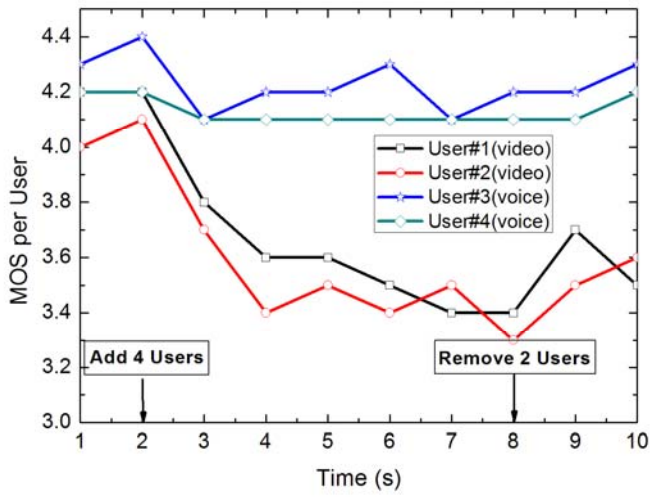 4.4
4.2
4.0
3.8
3.6
3.4
3.2
3.0
MOS per User
User#1(video)
User#2(video)
User#3(voice)
User#4(voice)
Add 4 Users
Remove 2 Users
1 2 3 4 5 6 7 8 9 10
Time (s)